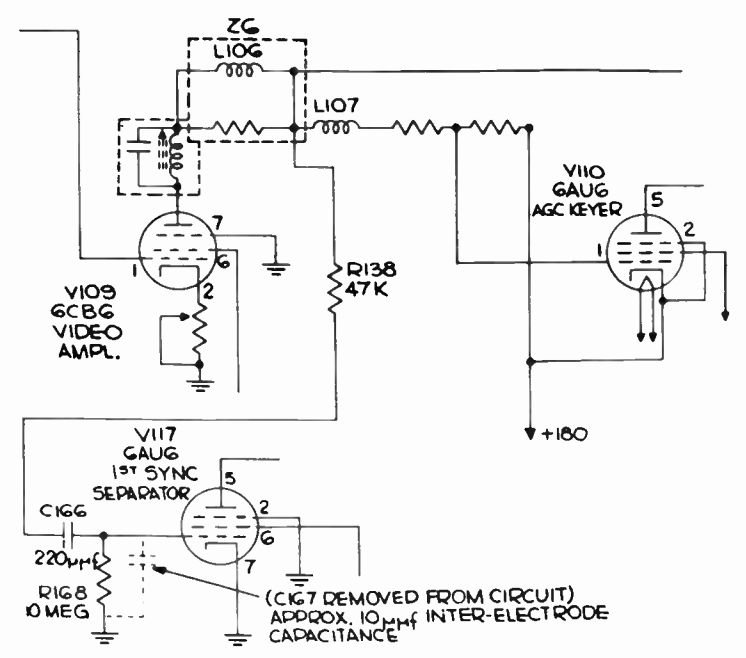 Z6
L106
L107
V110
6AU6
AGC KEYER
5
2
1
7
6
1
2
V109
6CB6
VIDEO
AMPL.
R138
47K
+180
V117
6AU6
1ST SYNC
SEPARATOR
5
2
6
7
C166
220μμf
R168
10 MEG
(C167 REMOVED FROM CIRCUIT)
APPROX. 10μμf INTER-ELECTRODE
CAPACITANCE